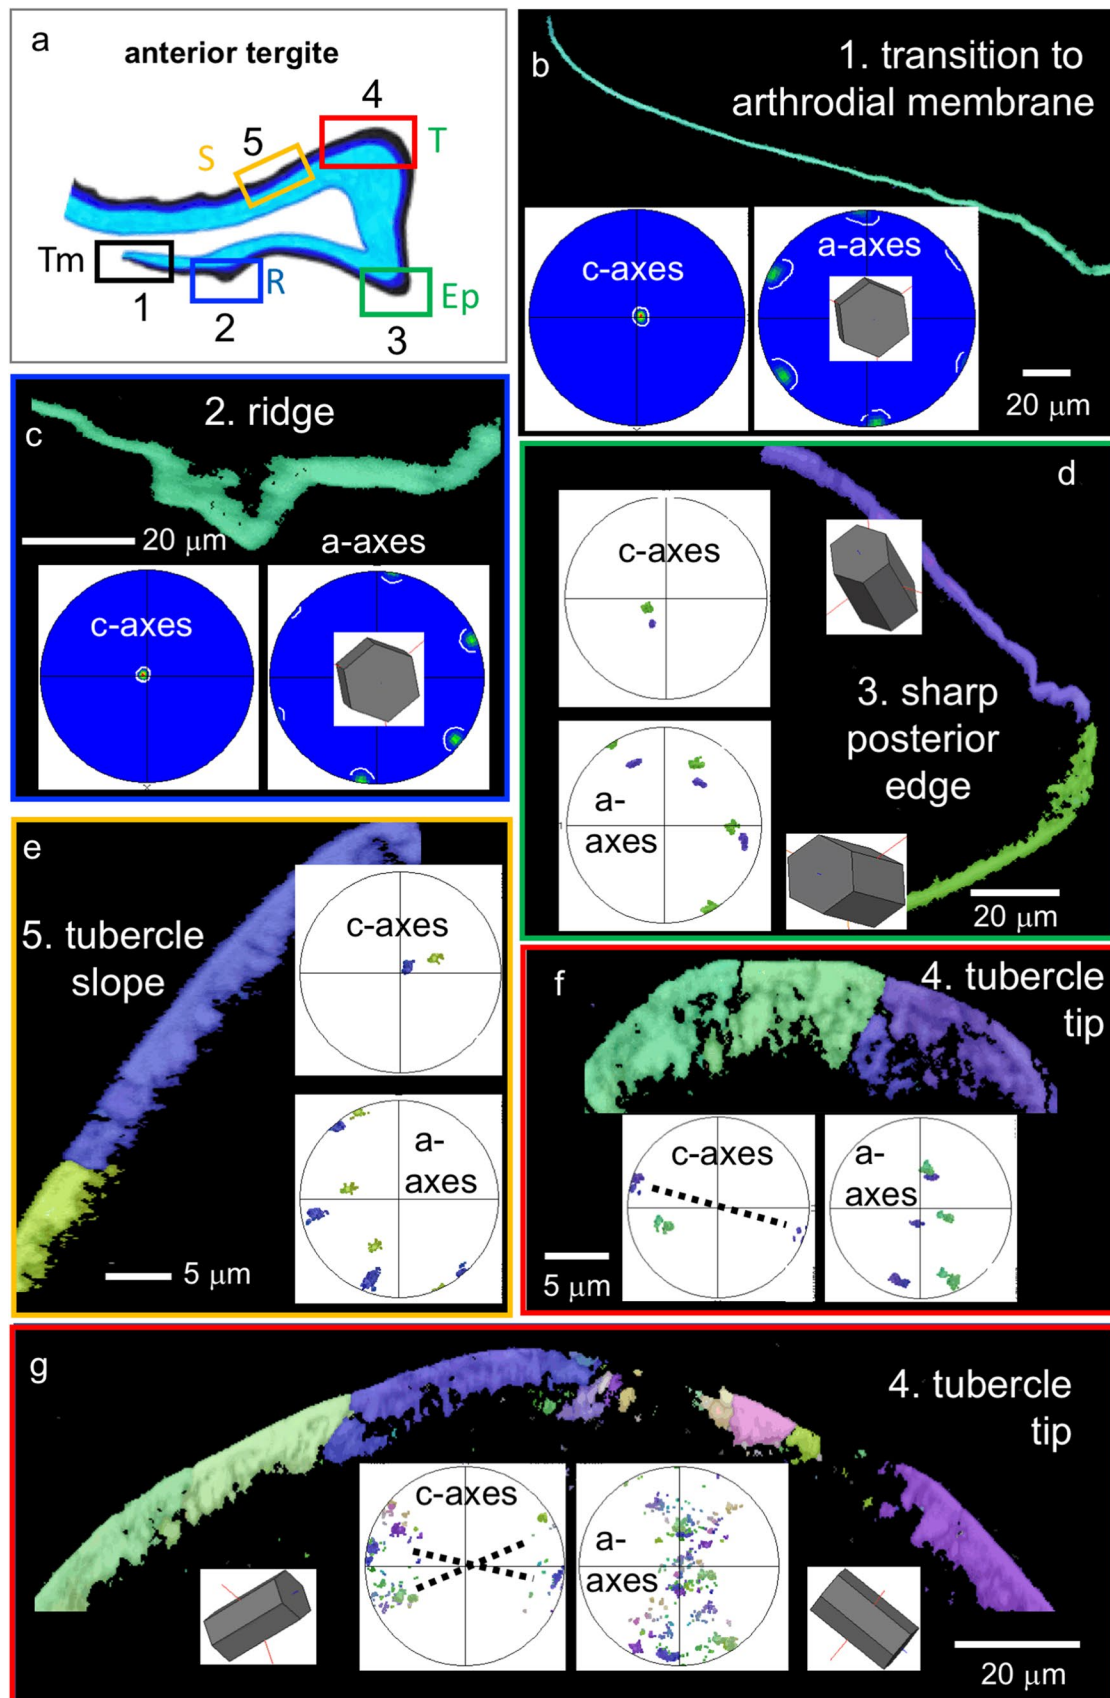 a
anterior tergite
4
5
S
T
Tm
1
R
2
Ep
3
b
1. transition to
arthrodial membrane
c-axes
a-axes
20 μm
2. ridge
c
20 μm
a-axes
c-axes
d
c-axes
3. sharp
posterior
edge
a-
axes
20 μm
e
5. tubercle
slope
c-axes
a-
axes
5 μm
f
4. tubercle
tip
c-axes
a-
axes
5 μm
g
4. tubercle
tip
c-axes
a-
axes
20 μm